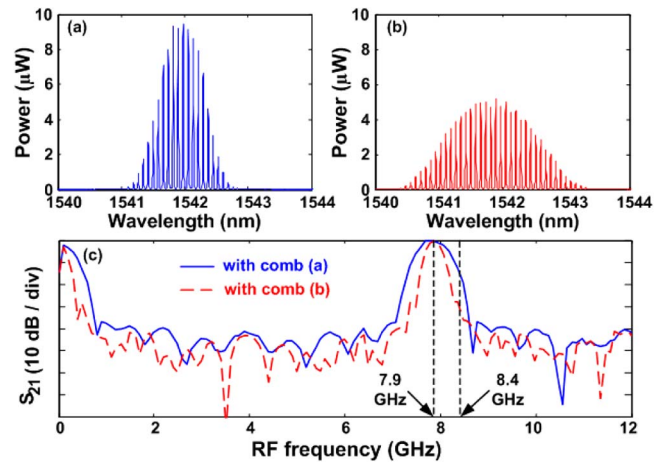 (a)
Power (μW)
10
8
6
4
2
0
1540 1541 1542 1543 1544
Wavelength (nm)
(b)
Power (μW)
10
8
6
4
2
0
1540 1541 1542 1543 1544
Wavelength (nm)
(c)
with comb (a)
with comb (b)
S21 (10 dB / div)
7.9
GHz
8.4
GHz
0 2 4 6 8 10 12
RF frequency (GHz)